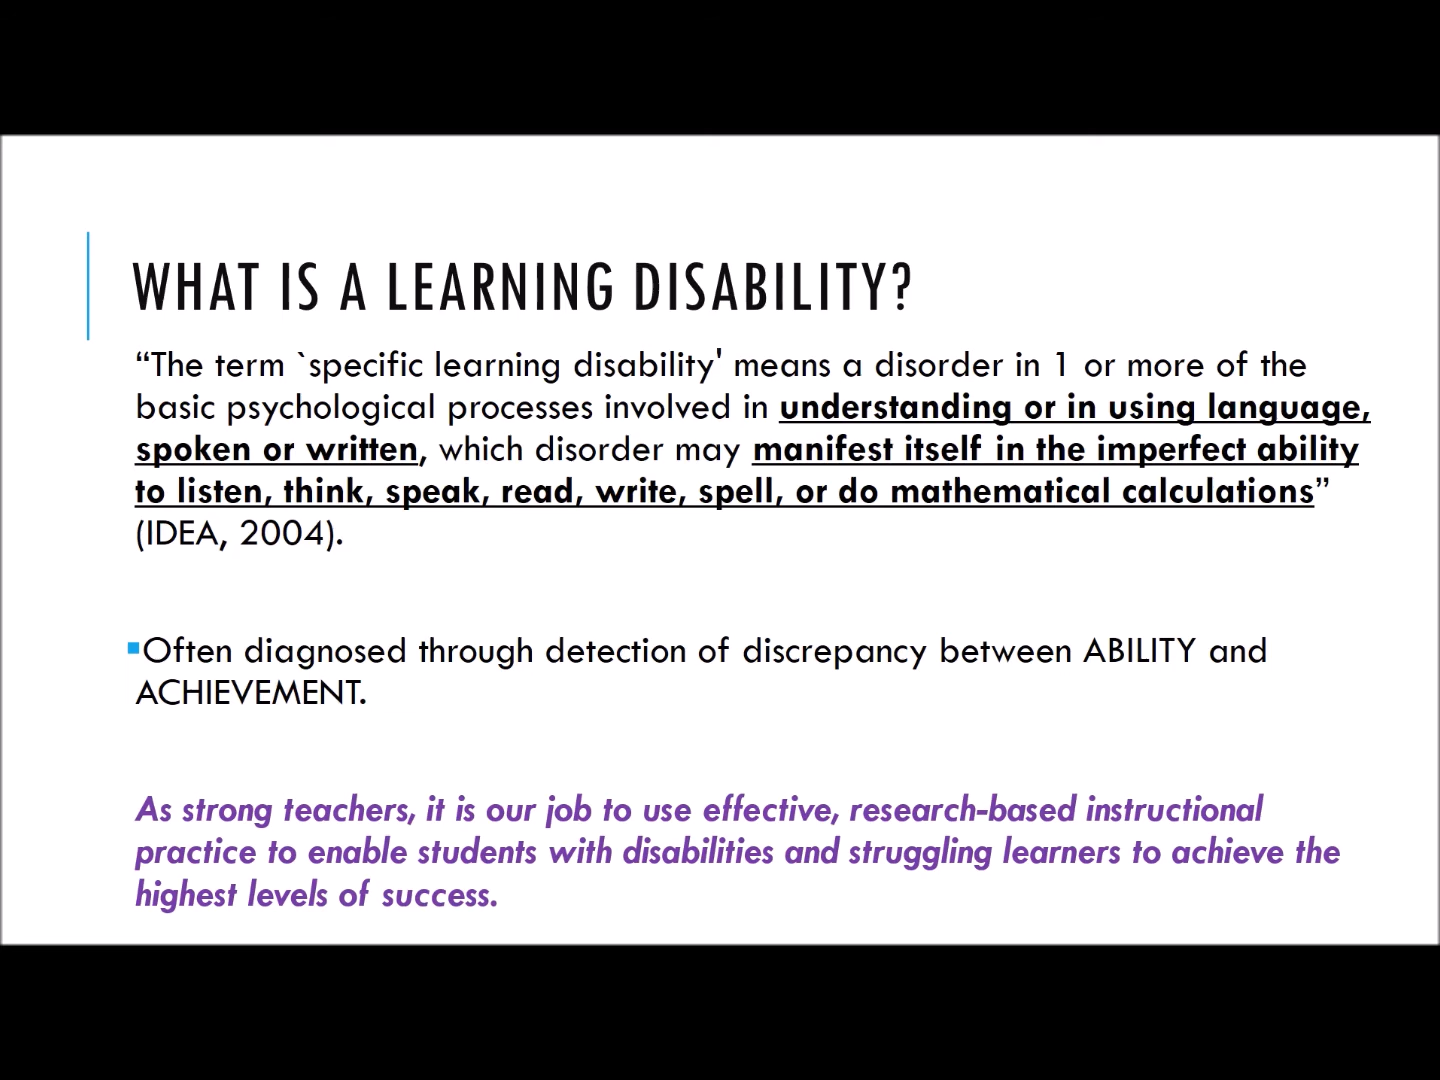 WHAT IS A LEARNING DISABILITY?
“The term `specific learning disability' means a disorder in 1 or more of the
basic psychological processes involved in understanding or in using language,
spoken or written, which disorder may manifest itself in the imperfect ability
to listen, think, speak, read, write, spell, or do mathematical calculations”
(IDEA, 2004).
▪Often diagnosed through detection of discrepancy between ABILITY and
ACHIEVEMENT.
As strong teachers, it is our job to use effective, research-based instructional
practice to enable students with disabilities and struggling learners to achieve the
highest levels of success.